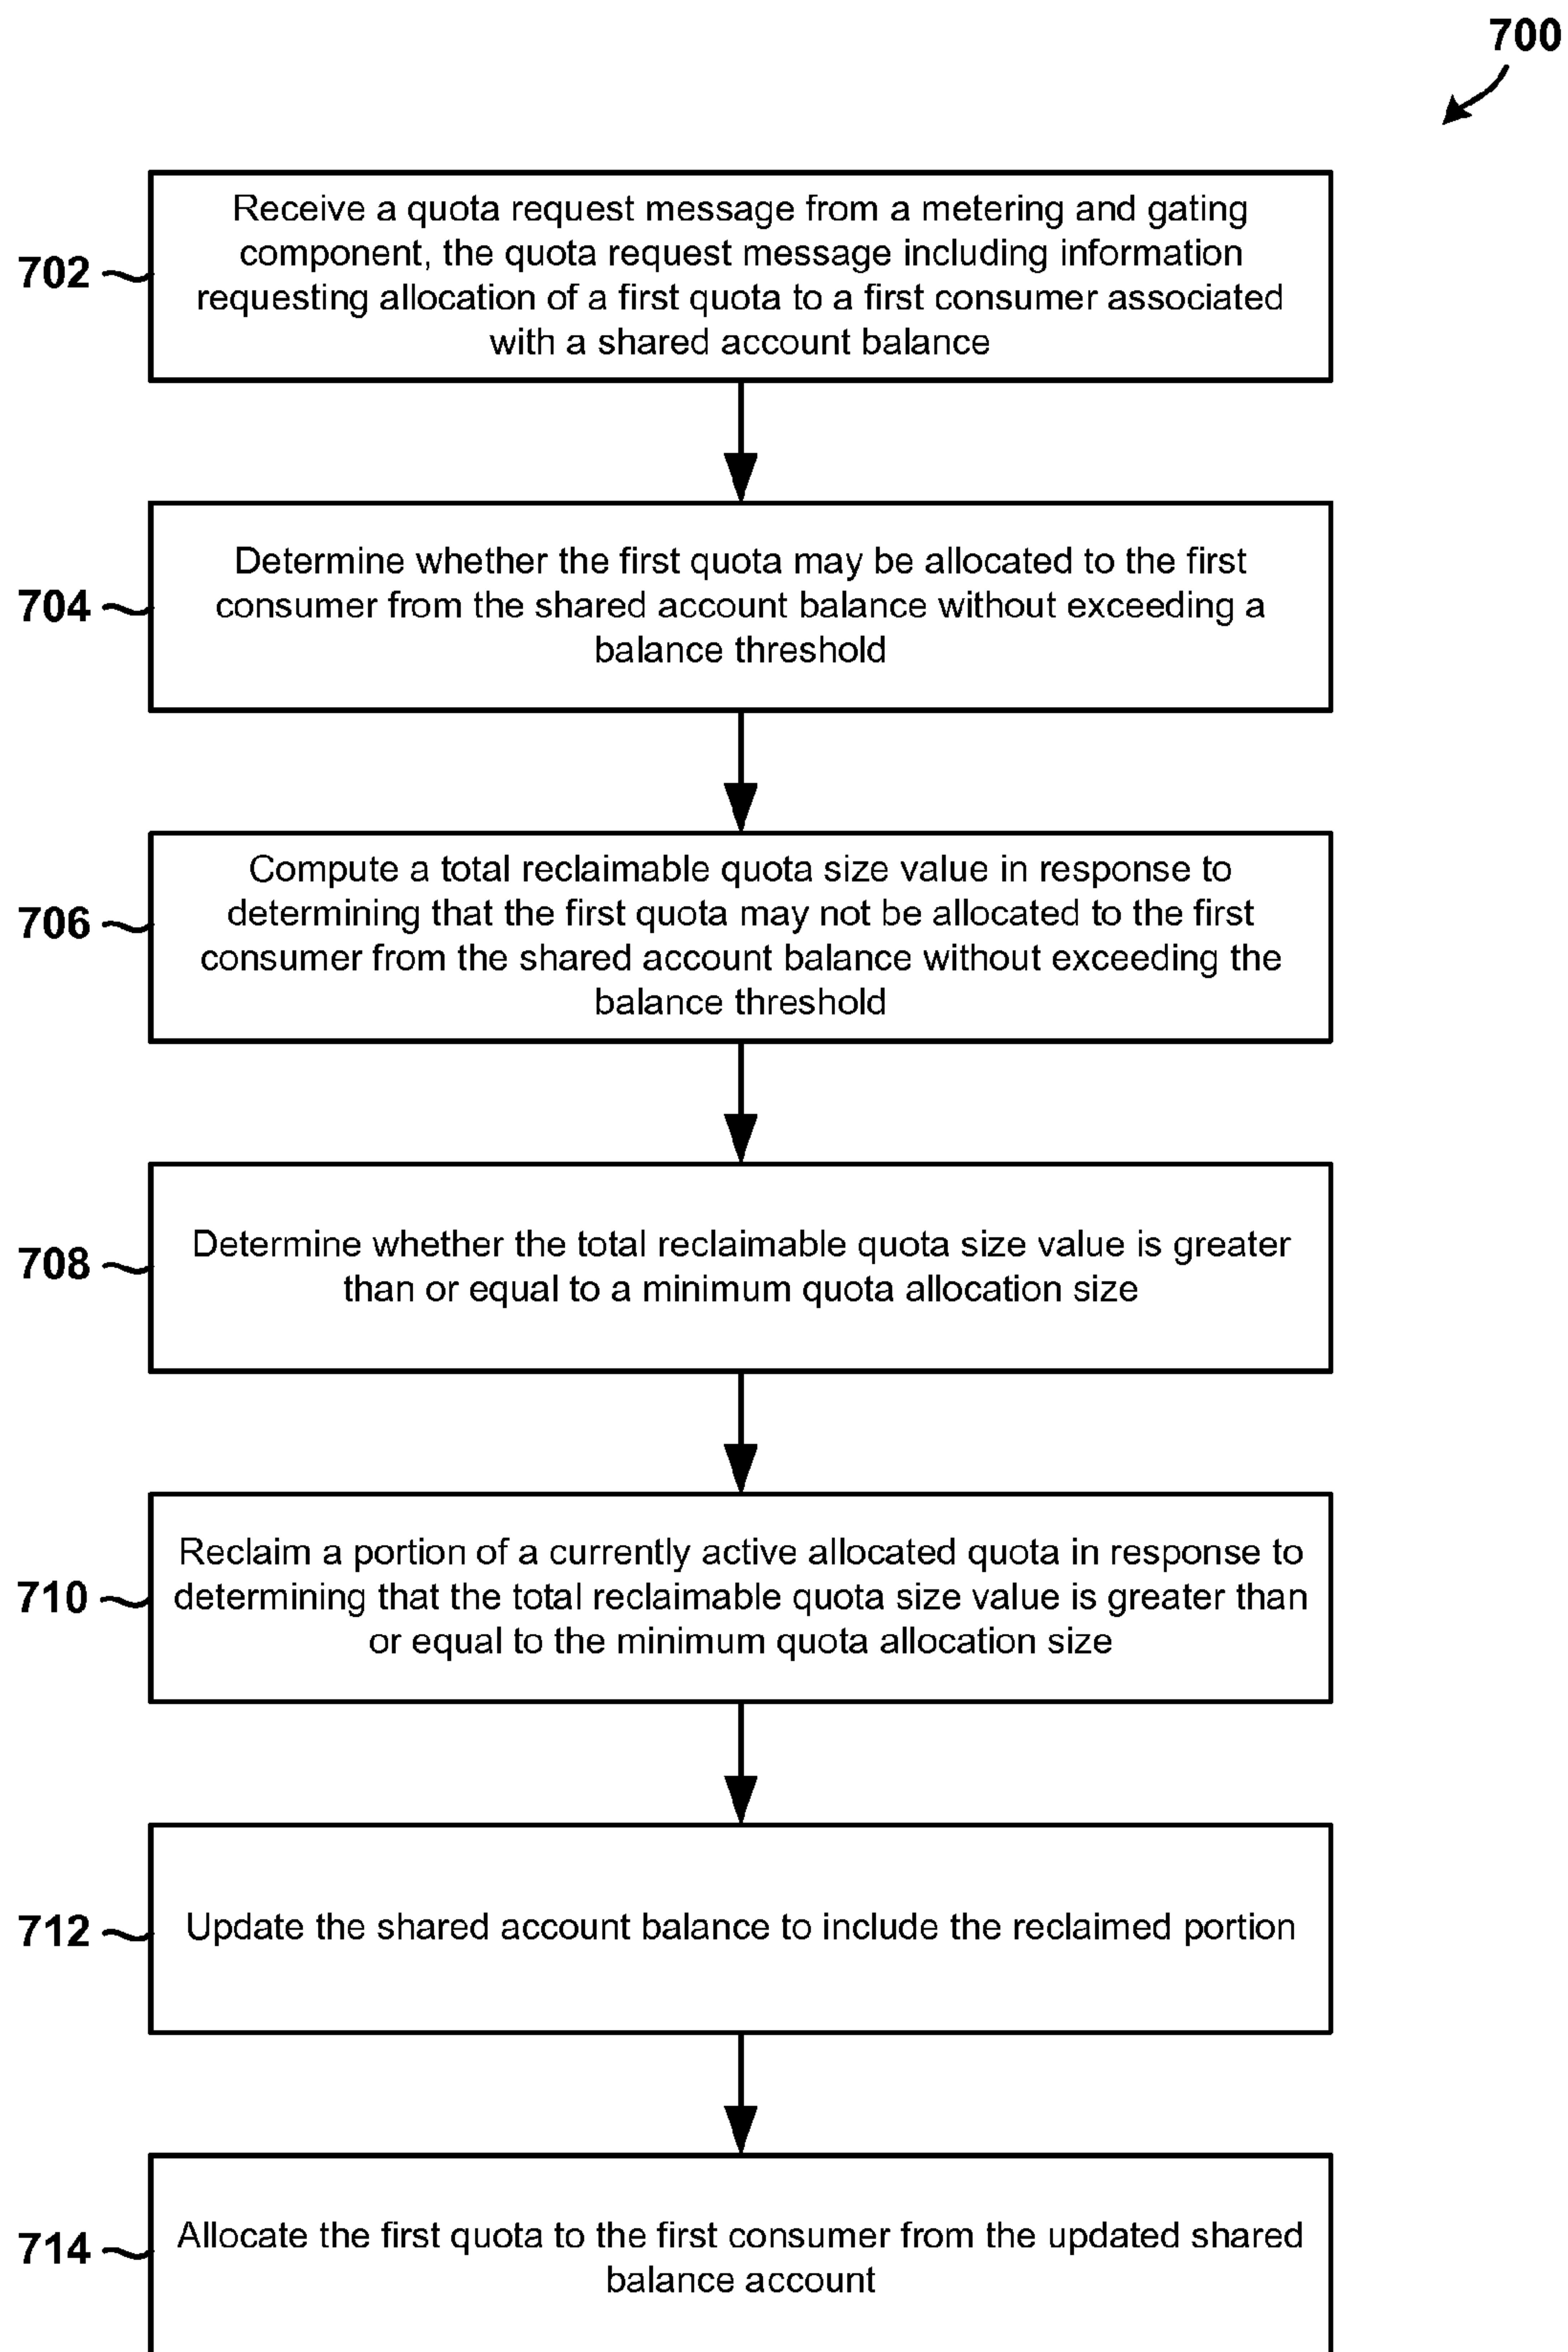 700
702
Receive a quota request message from a metering and gating
component, the quota request message including information
requesting allocation of a first quota to a first consumer associated
with a shared account balance
704
Determine whether the first quota may be allocated to the first
consumer from the shared account balance without exceeding a
balance threshold
706
Compute a total reclaimable quota size value in response to
determining that the first quota may not be allocated to the first
consumer from the shared account balance without exceeding the
balance threshold
708
Determine whether the total reclaimable quota size value is greater
than or equal to a minimum quota allocation size
710
Reclaim a portion of a currently active allocated quota in response to
determining that the total reclaimable quota size value is greater than
or equal to the minimum quota allocation size
712
Update the shared account balance to include the reclaimed portion
714
Allocate the first quota to the first consumer from the updated shared
balance account